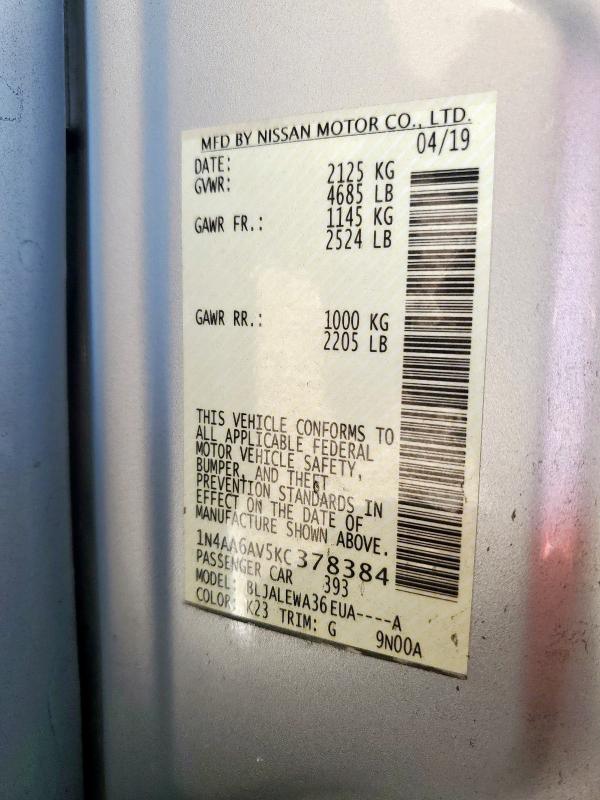 MFD BY NISSAN MOTOR CO., LTD.
DATE: 04/19
GVWR: 2125 KG
4685 LB
GAWR FR.: 1145 KG
2524 LB
GAWR RR.: 1000 KG
2205 LB
THIS VEHICLE CONFORMS TO
ALL APPLICABLE FEDERAL
MOTOR VEHICLE SAFETY,
BUMPER, AND THEFT
PREVENTION STANDARDS IN
EFFECT ON THE DATE OF
MANUFACTURE SHOWN ABOVE.
1N4AA6AV5KC378384
PASSENGER CAR 393
MODEL: BLJALEWA36EUA----A
COLOR: K23 TRIM: G 9N00A